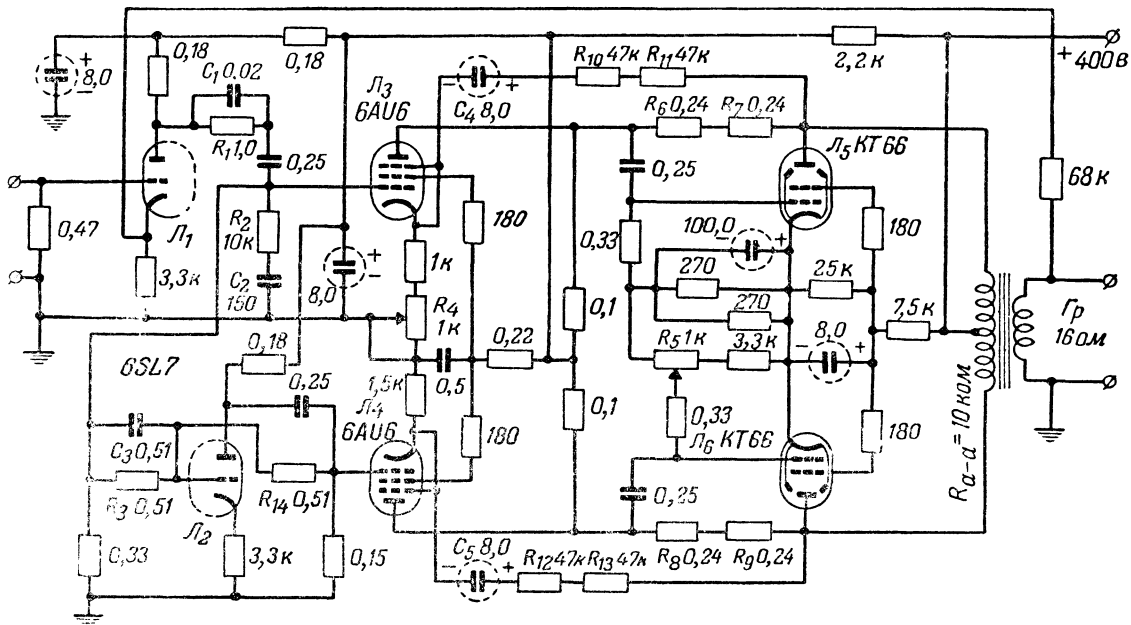 0,18
0,18
+
8,0
−
C₁ 0,02
R₁ 1,0
0,25
Л₁
0,47
3,3к
R₂
10к
C₂
150
Л₃
6AU6
−
+
C₄ 8,0
R₁₀ 47к
R₁₁ 47к
2,2к
+400в
R₆ 0,24
R₇ 0,24
Л₅ КТ66
0,25
180
0,33
100,0
−
+
180
68к
+
−
8,0
1к
R₄
1к
270
25к
270
7,5к
0,1
Гр
16 ом
6SL7
0,18
0,25
0,22
1,5к
0,5
R₅ 1к
3,3к
8,0
−
+
0,33
Л₄
6AU6
0,1
180
Л₆ КТ66
180
Rа-а = 10 ком
C₃ 0,51
R₃ 0,51
Л₂
R₁₄ 0,51
0,25
0,33
3,3к
0,15
−
+
C₅ 8,0
R₁₂ 47к
R₁₃ 47к
R₈ 0,24
R₉ 0,24